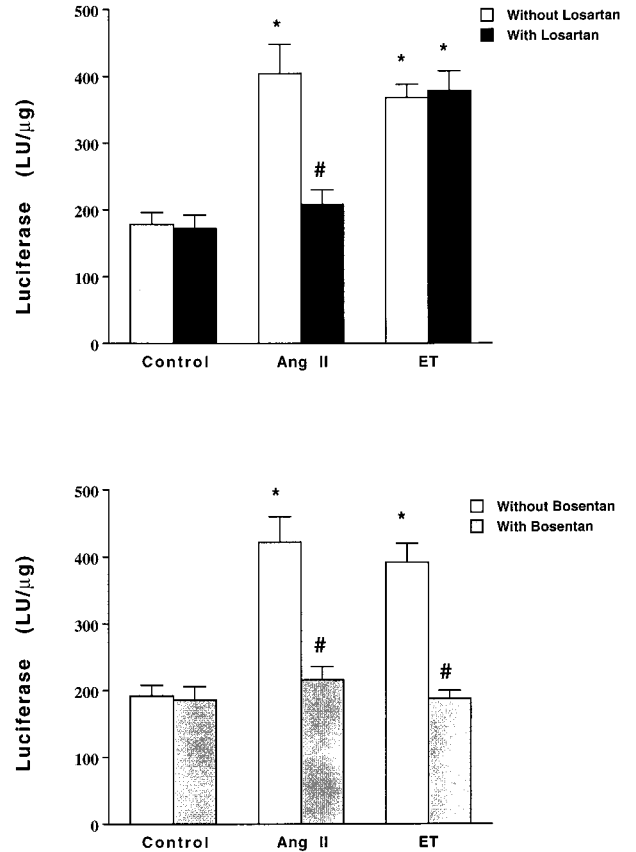 Without Losartan
With Losartan
Luciferase (LU/μg)
500
400
300
200
100
0
*
#
*
*
Control
Ang II
ET
Without Bosentan
With Bosentan
Luciferase (LU/μg)
500
400
300
200
100
0
*
#
*
#
Control
Ang II
ET